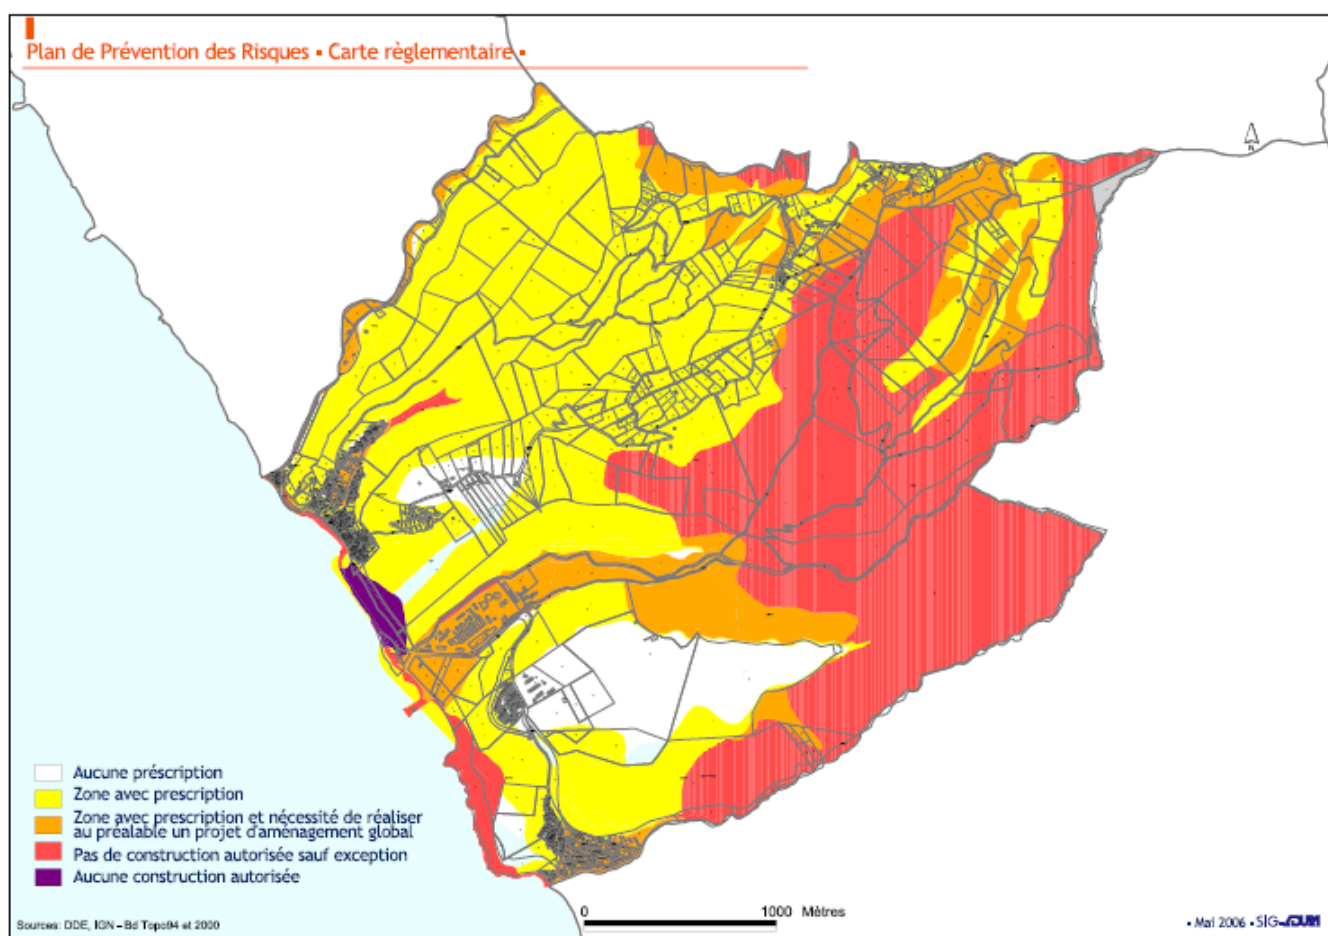 Plan de Prévention des Risques ▪ Carte règlementaire ▪
N
Aucune préscription
Zone avec prescription
Zone avec prescription et nécessité de réaliser
au préalable un projet d'aménagement global
Pas de construction autorisée sauf exception
Aucune construction autorisée
0 1000 Mètres
Sources: DDE, IGN - Bd Topo94 et 2000
▪ Mai 2006 ▪ SIG